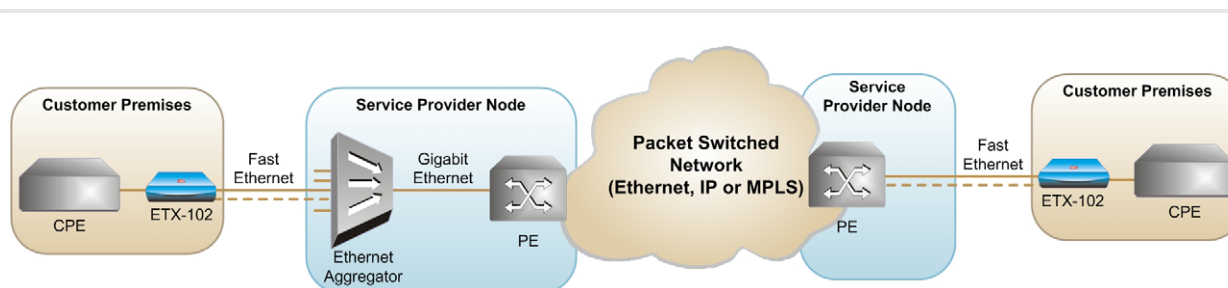 Customer Premises
CPE
ETX-102
Fast
Ethernet
Service Provider Node
Ethernet
Aggregator
Gigabit
Ethernet
PE
Packet Switched
Network
(Ethernet, IP or MPLS)
Service
Provider Node
PE
Fast
Ethernet
Customer Premises
ETX-102
CPE